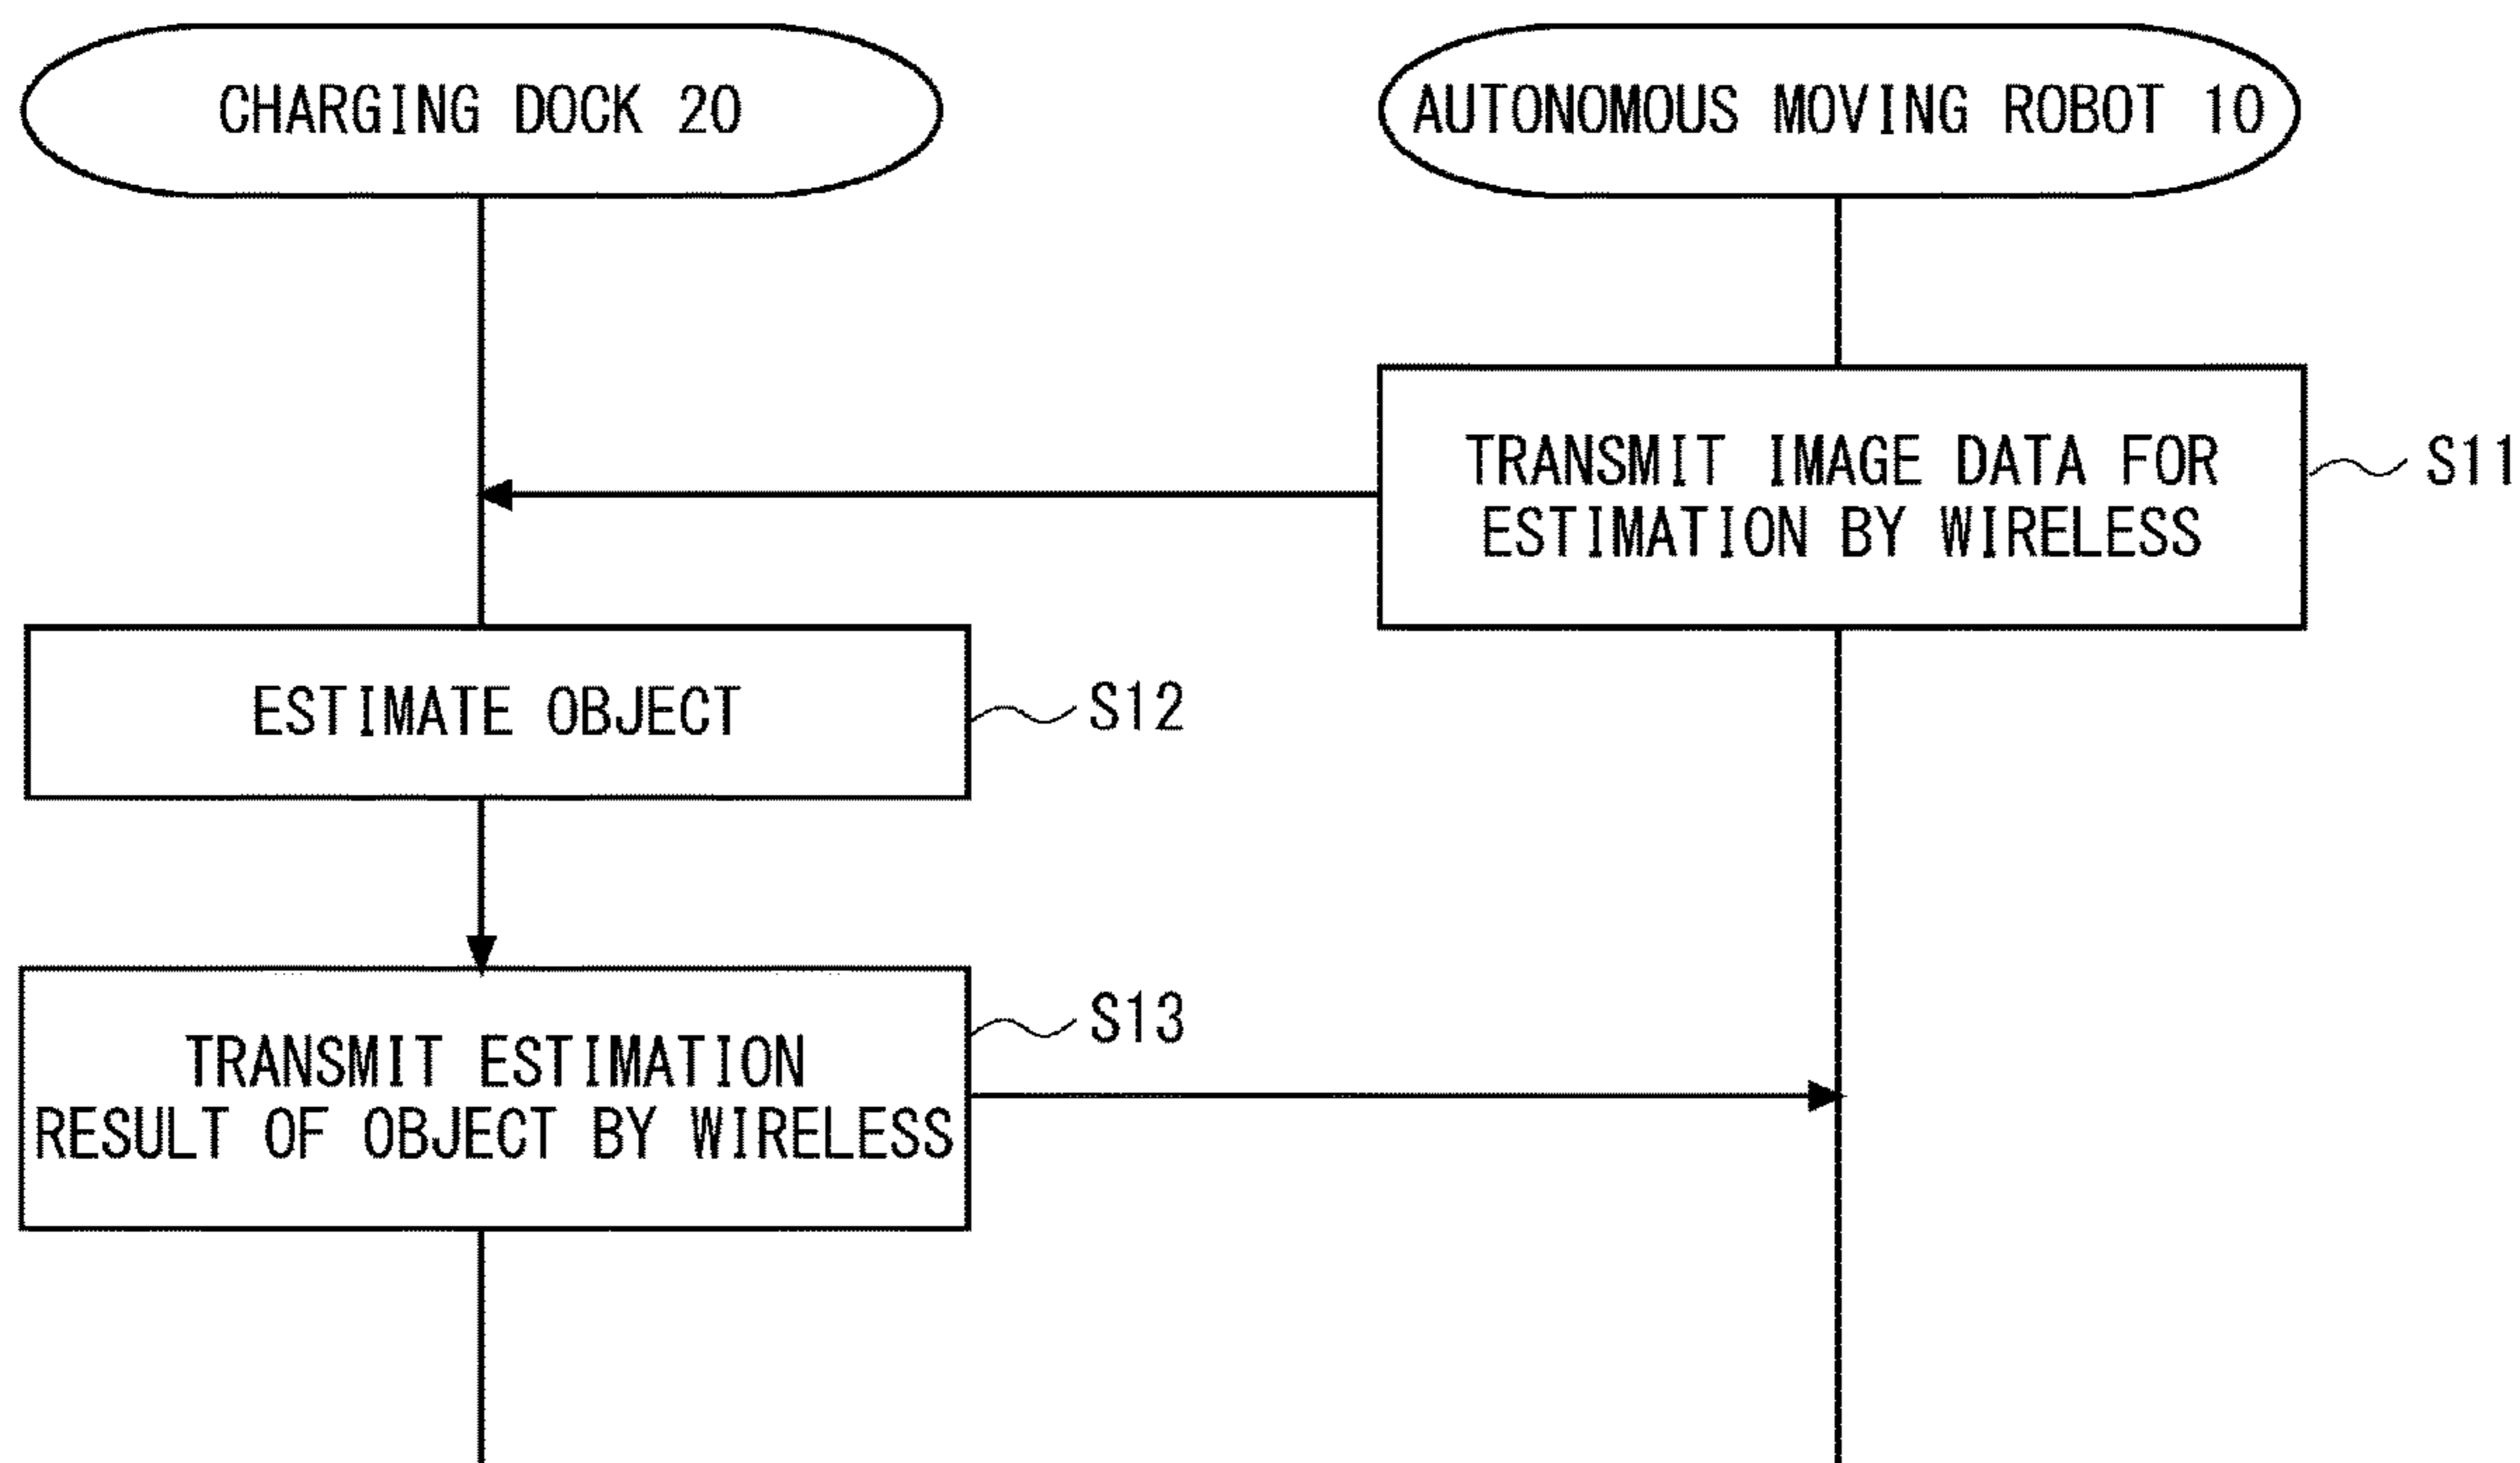 CHARGING DOCK 20
AUTONOMOUS MOVING ROBOT 10
TRANSMIT IMAGE DATA FOR
ESTIMATION BY WIRELESS
S11
ESTIMATE OBJECT
S12
TRANSMIT ESTIMATION
RESULT OF OBJECT BY WIRELESS
S13